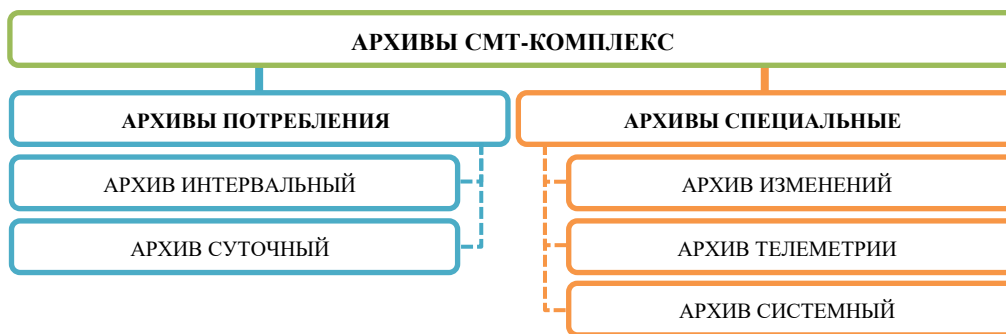 АРХИВЫ СМТ-КОМПЛЕКС
АРХИВЫ ПОТРЕБЛЕНИЯ
АРХИВ ИНТЕРВАЛЬНЫЙ
АРХИВ СУТОЧНЫЙ
АРХИВЫ СПЕЦИАЛЬНЫЕ
АРХИВ ИЗМЕНЕНИЙ
АРХИВ ТЕЛЕМЕТРИИ
АРХИВ СИСТЕМНЫЙ